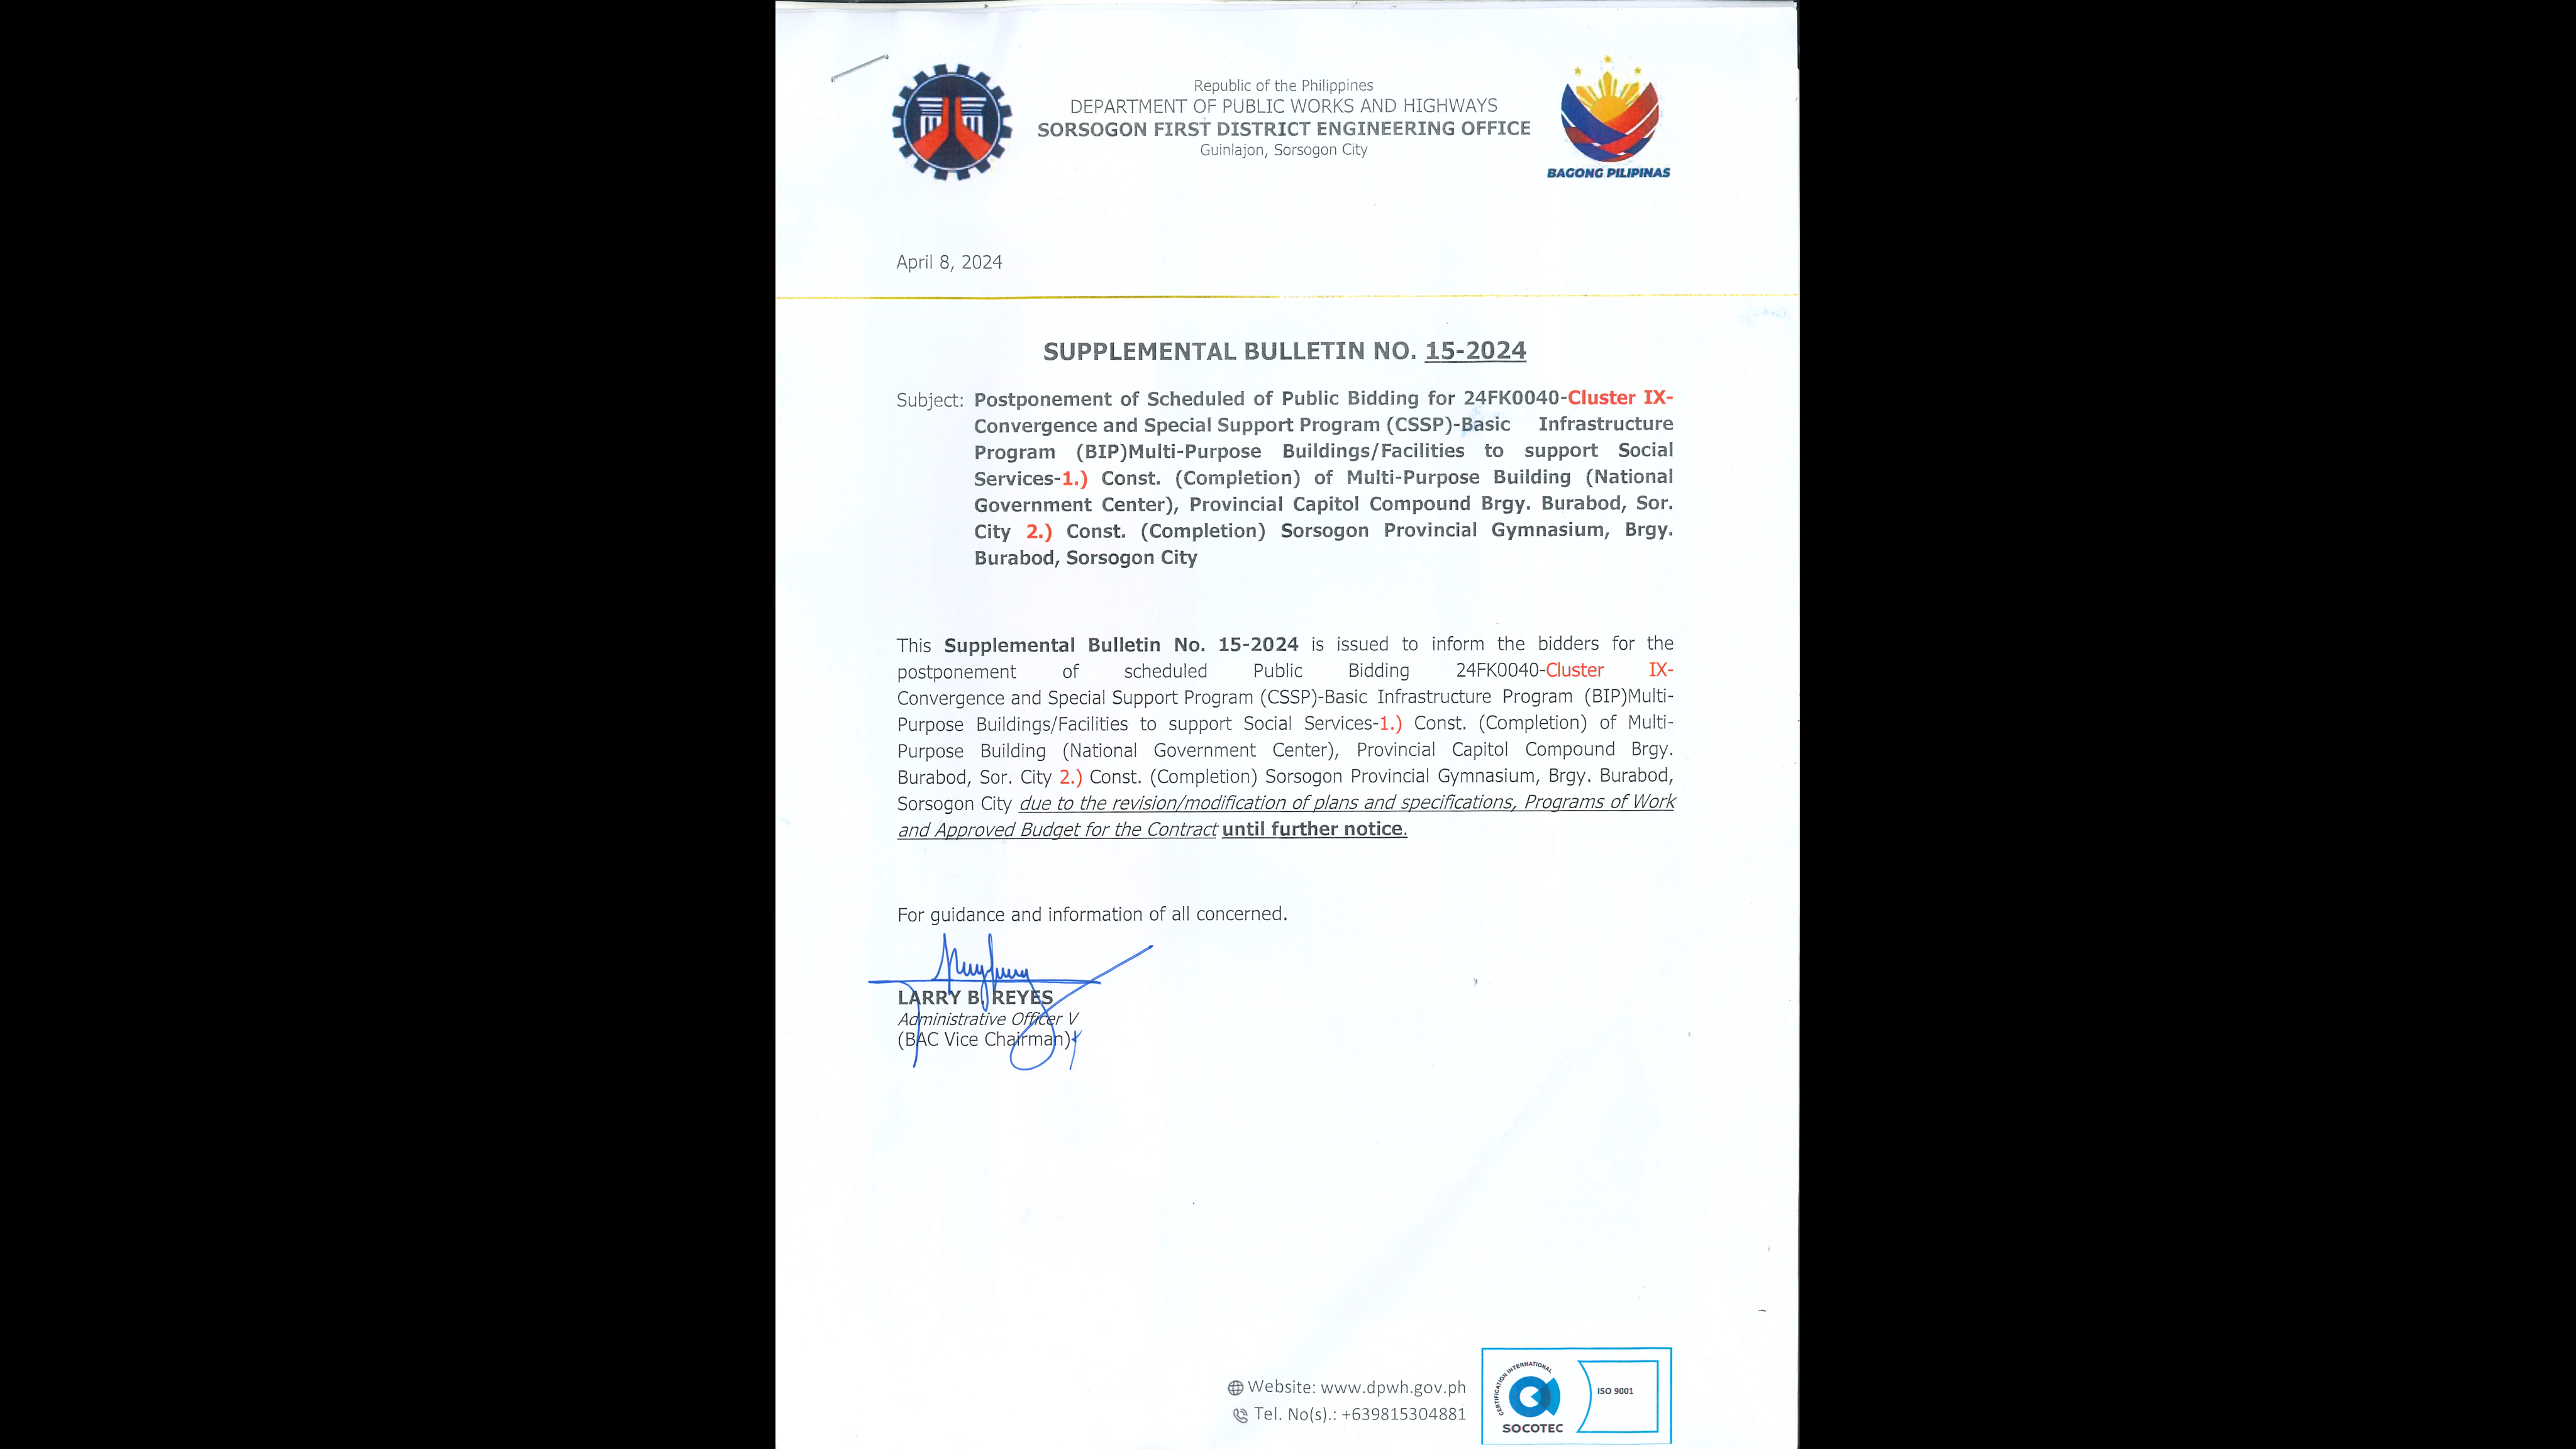 Republic of the Philippines
DEPARTMENT OF PUBLIC WORKS AND HIGHWAYS
SORSOGON FIRST DISTRICT ENGINEERING OFFICE
Guinlajon, Sorsogon City
BAGONG PILIPINAS
April 8, 2024
SUPPLEMENTAL BULLETIN NO. 15-2024
Subject: Postponement of Scheduled of Public Bidding for 24FK0040-Cluster IX-
Convergence and Special Support Program (CSSP)-Basic Infrastructure
Program (BIP)Multi-Purpose Buildings/Facilities to support Social
Services-1.) Const. (Completion) of Multi-Purpose Building (National
Government Center), Provincial Capitol Compound Brgy. Burabod, Sor.
City 2.) Const. (Completion) Sorsogon Provincial Gymnasium, Brgy.
Burabod, Sorsogon City
This Supplemental Bulletin No. 15-2024 is issued to inform the bidders for the
postponement of scheduled Public Bidding 24FK0040-Cluster IX-
Convergence and Special Support Program (CSSP)-Basic Infrastructure Program (BIP)Multi-
Purpose Buildings/Facilities to support Social Services-1.) Const. (Completion) of Multi-
Purpose Building (National Government Center), Provincial Capitol Compound Brgy.
Burabod, Sor. City 2.) Const. (Completion) Sorsogon Provincial Gymnasium, Brgy. Burabod,
Sorsogon City due to the revision/modification of plans and specifications, Programs of Work
and Approved Budget for the Contract until further notice.
For guidance and information of all concerned.
LARRY B. REYES
Administrative Officer V
(BAC Vice Chairman)
Website: www.dpwh.gov.ph
Tel. No(s).: +639815304881
CERTIFICATION INTERNATIONAL
SOCOTEC
ISO 9001